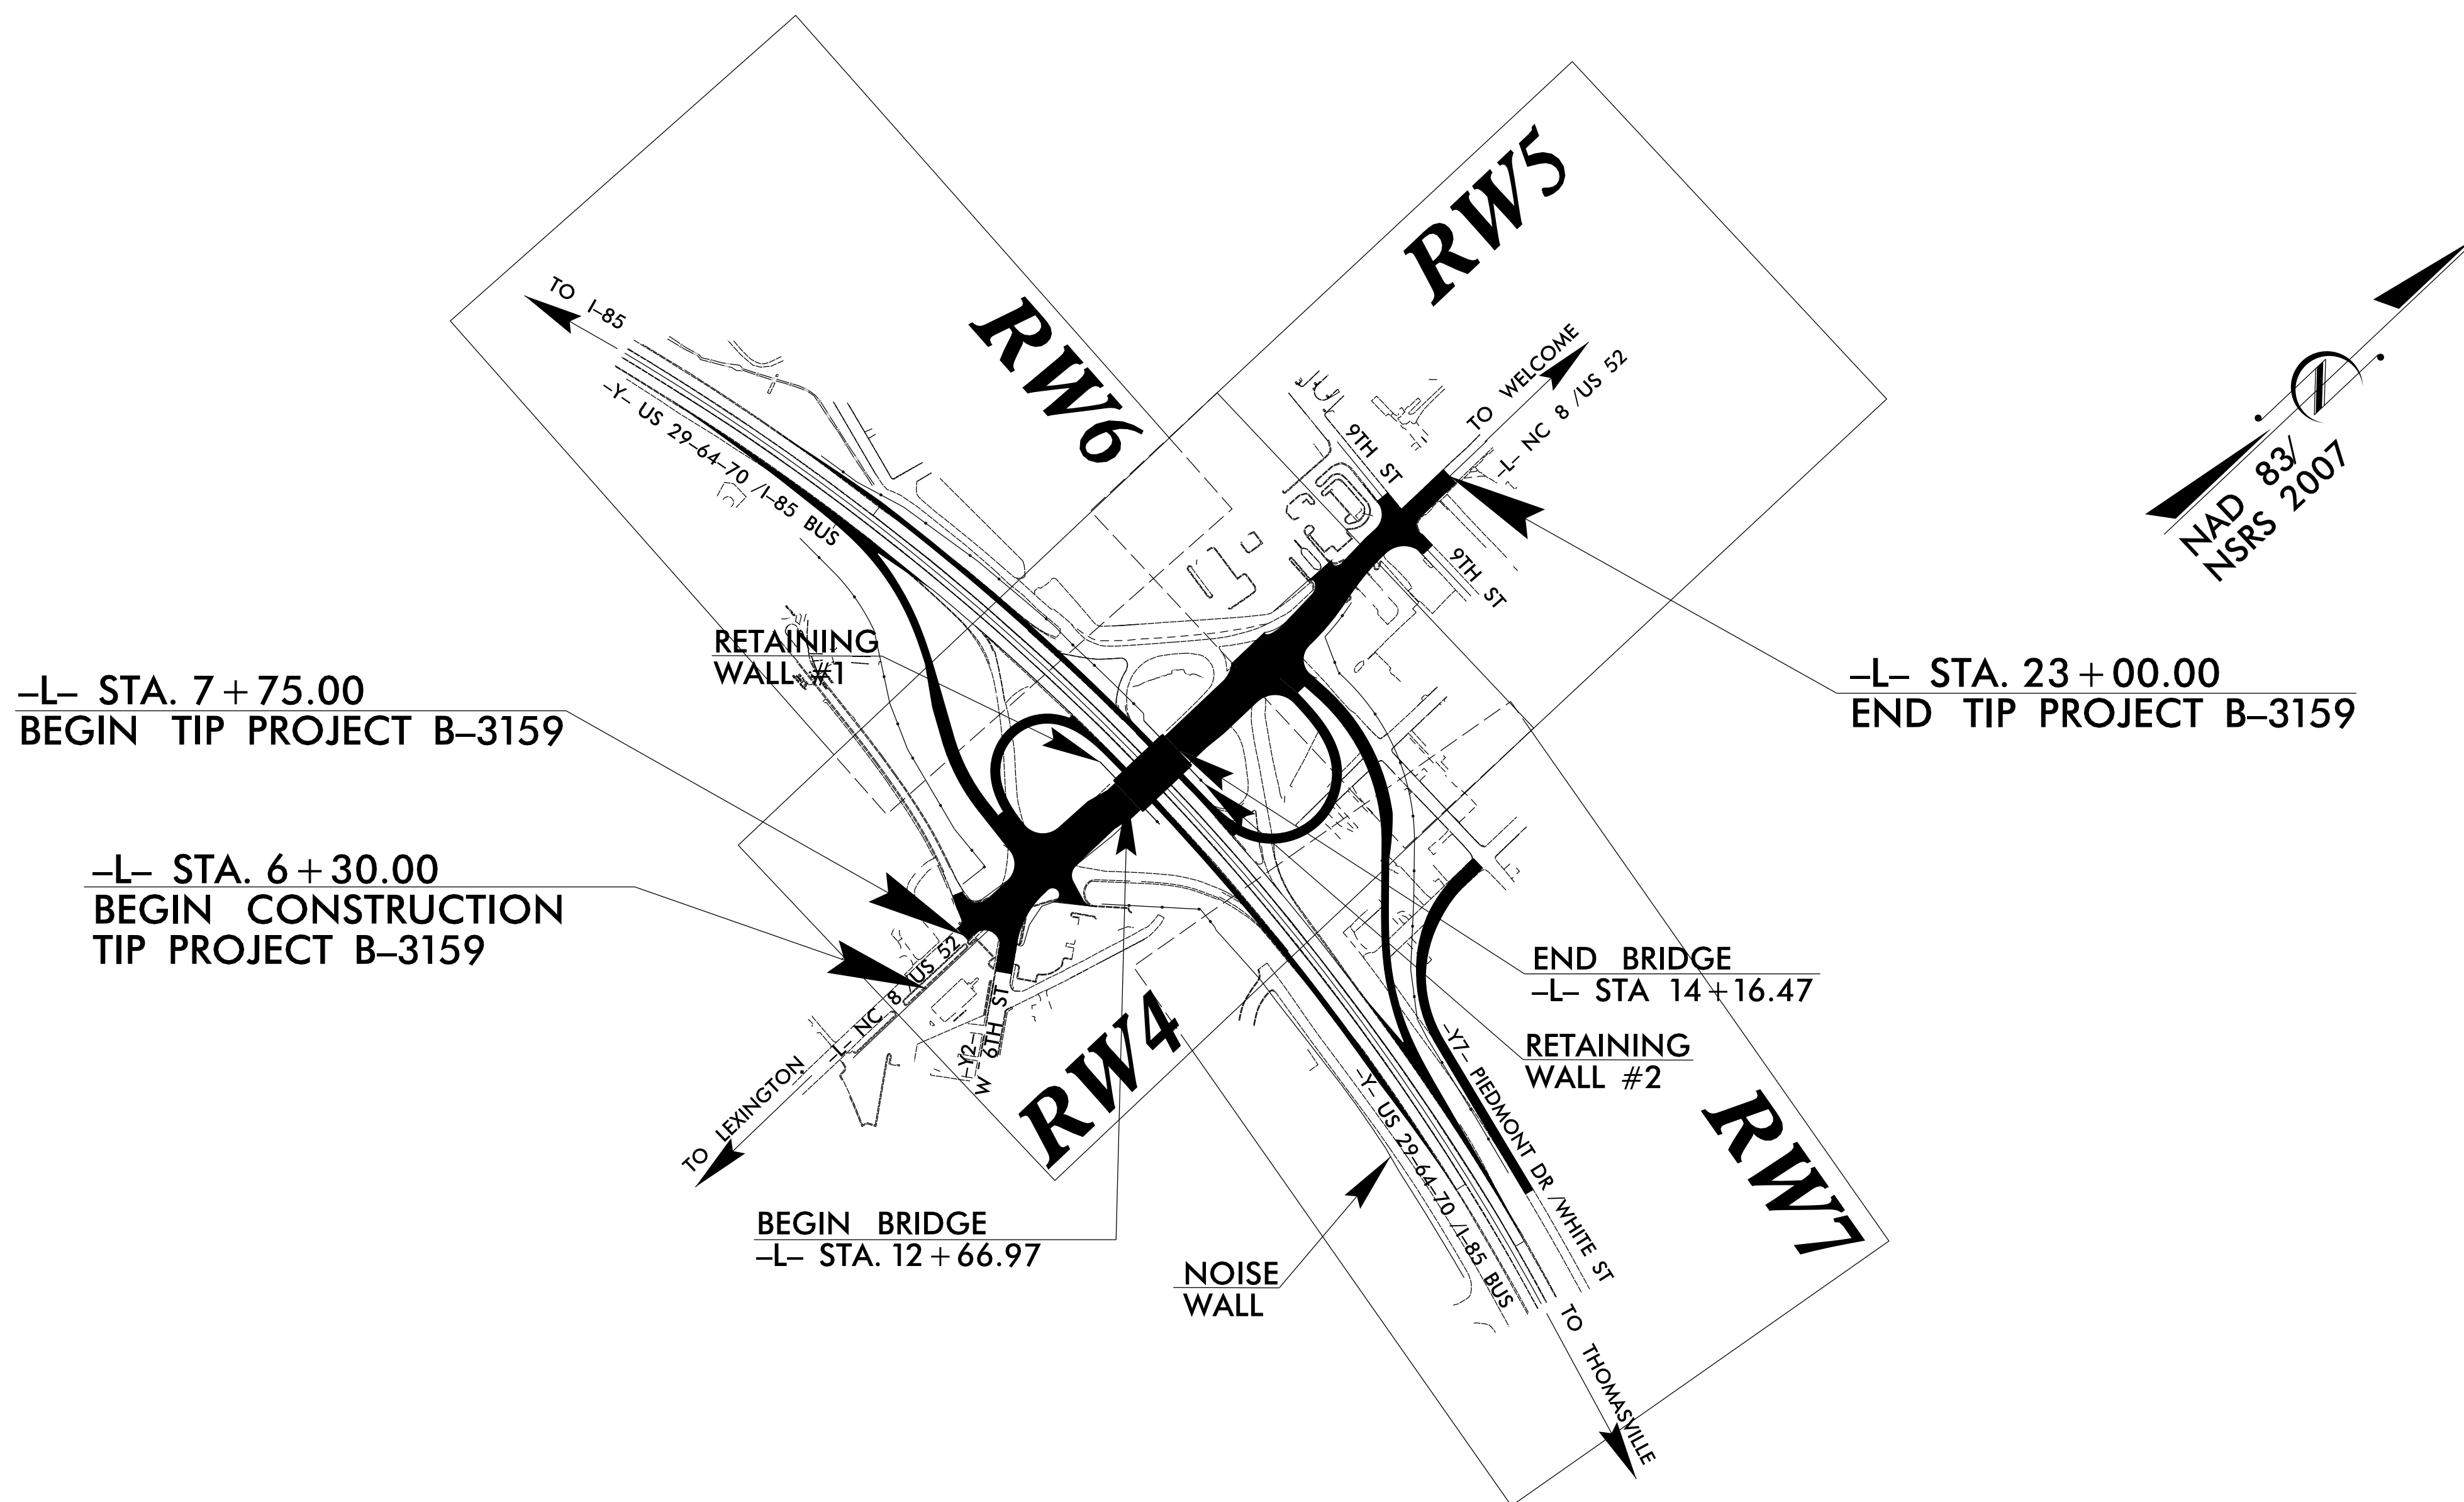 RW6
RW5
TO I–85
–Y– US 29–64–70 /I–85 BUS
TO WELCOME
–L– NC 8 /US 52
9TH ST
9TH ST
NAD 83/
NSRS 2007
RETAINING
WALL #1
–L– STA. 7+75.00
BEGIN TIP PROJECT B–3159
–L– STA. 23+00.00
END TIP PROJECT B–3159
–L– STA. 6+30.00
BEGIN CONSTRUCTION
TIP PROJECT B–3159
–L– NC 8 /US 52
–Y2–
W 6TH ST
TO LEXINGTON
RW4
END BRIDGE
–L– STA 14+16.47
RETAINING
WALL #2
–Y7– PIEDMONT DR /WHITE ST
–Y– US 29–64–70 /I–85 BUS
RW7
BEGIN BRIDGE
–L– STA. 12+66.97
NOISE
WALL
TO THOMASVILLE